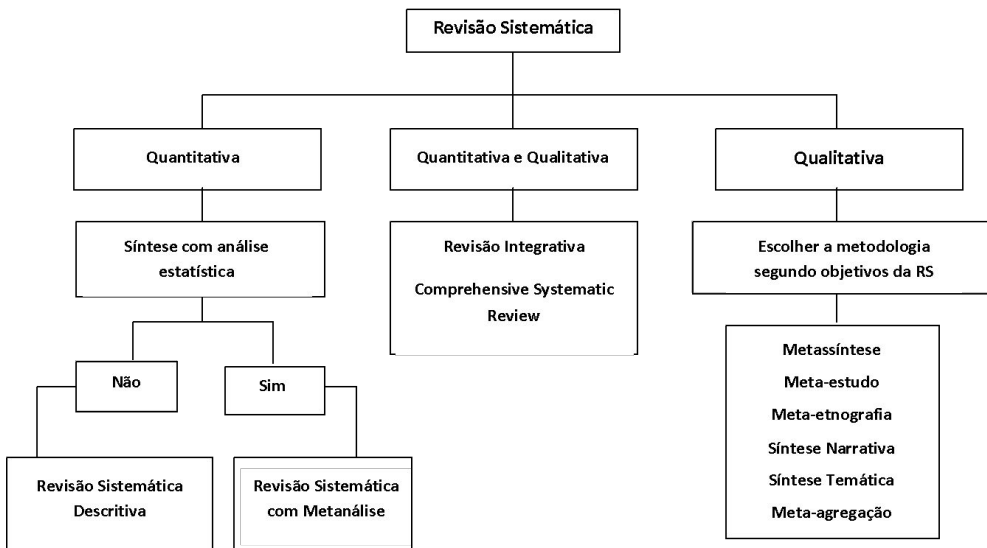 Revisão Sistemática
Quantitativa
Quantitativa e Qualitativa
Qualitativa
Síntese com análise
estatística
Revisão Integrativa
Comprehensive Systematic
Review
Escolher a metodologia
segundo objetivos da RS
Não
Sim
Revisão Sistemática
Descritiva
Revisão Sistemática
com Metanálise
Metassíntese
Meta-estudo
Meta-etnografia
Síntese Narrativa
Síntese Temática
Meta-agregação